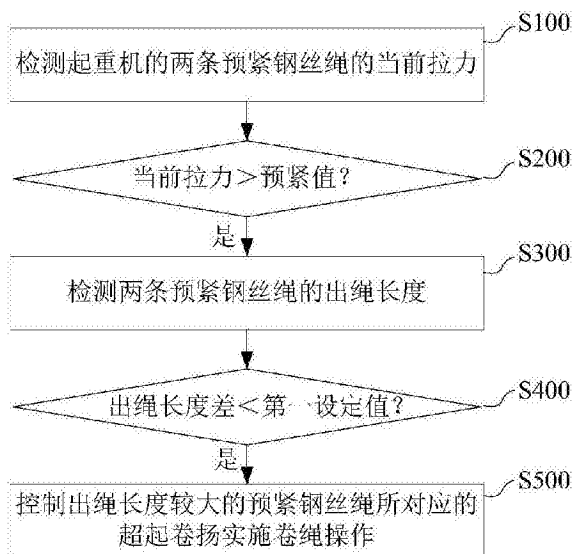 S100
检测起重机的两条预紧钢丝绳的当前拉力
S200
当前拉力＞预紧值？
是
S300
检测两条预紧钢丝绳的出绳长度
S400
出绳长度差＜第一设定值？
是
S500
控制出绳长度较大的预紧钢丝绳所对应的
超起卷扬实施卷绳操作